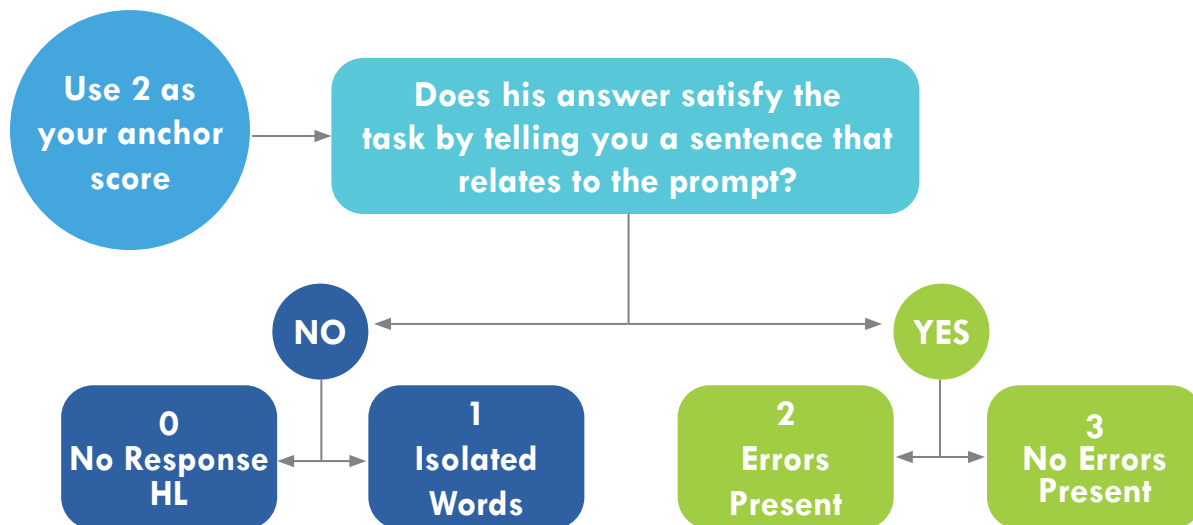 Use 2 as
your anchor
score
Does his answer satisfy the
task by telling you a sentence that
relates to the prompt?
NO
YES
0
No Response
HL
1
Isolated
Words
2
Errors
Present
3
No Errors
Present